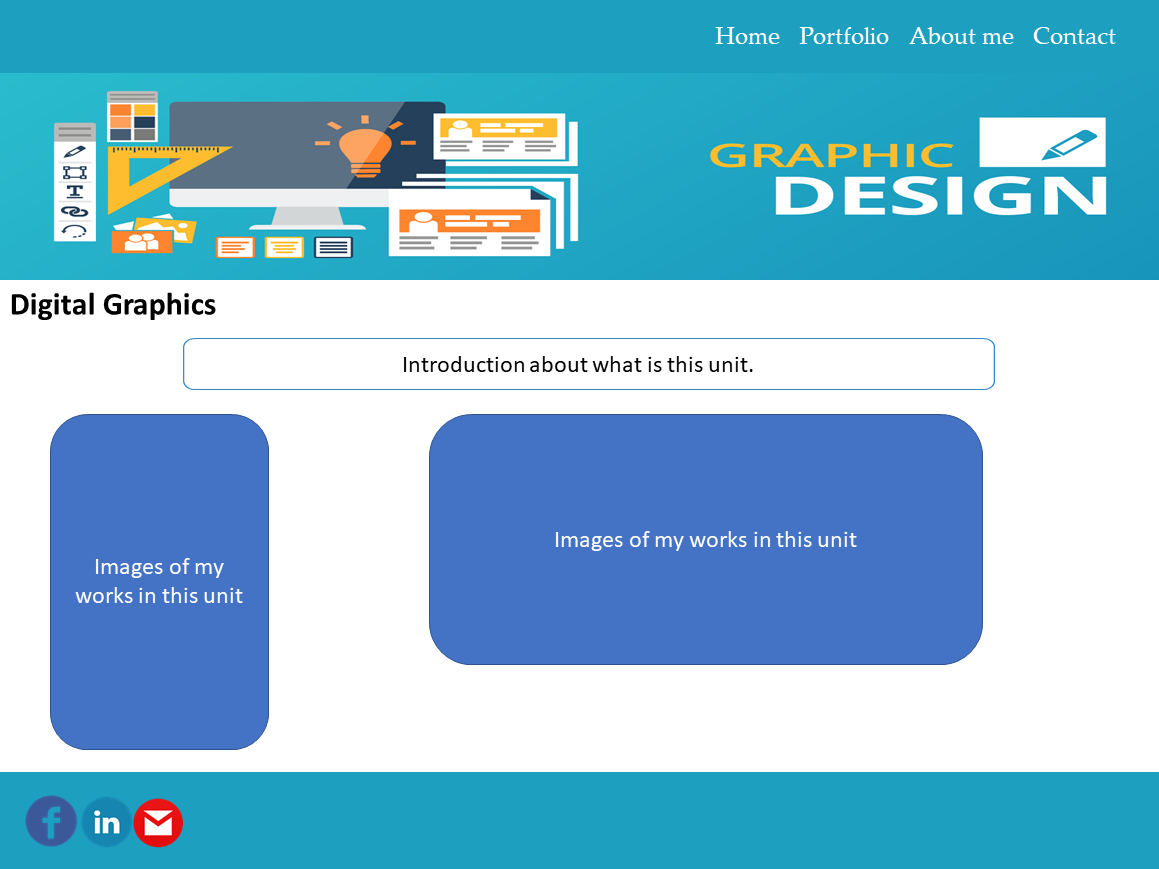 Home Portfolio About me Contact
GRAPHIC
DESIGN
Digital Graphics
Introduction about what is this unit.
Images of my
works in this unit
Images of my works in this unit
f in